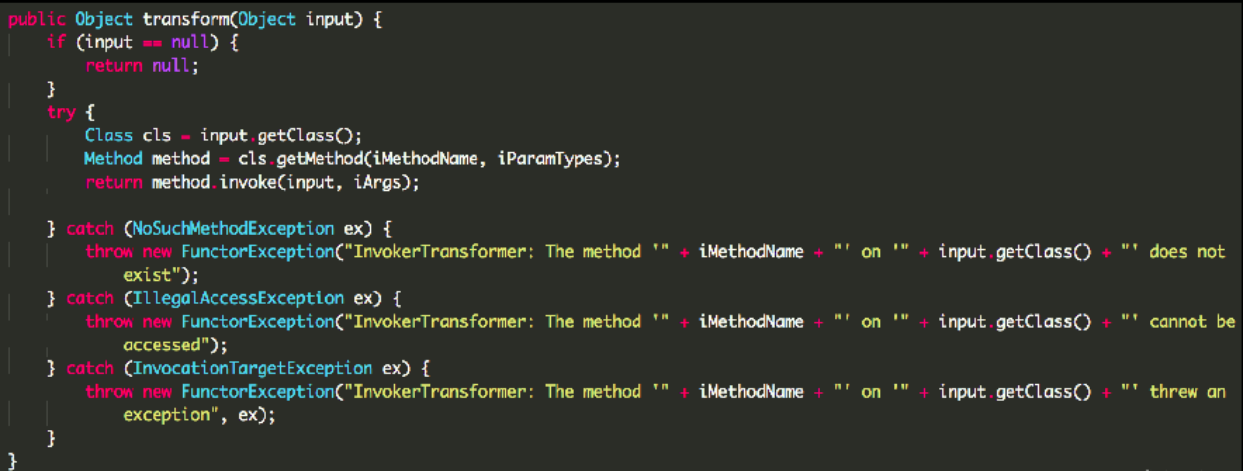 public Object transform(Object input) {
if (input == null) {
return null;
}
try {
Class cls = input.getClass();
Method method = cls.getMethod(iMethodName, iParamTypes);
return method.invoke(input, iArgs);
} catch (NoSuchMethodException ex) {
throw new FunctorException("InvokerTransformer: The method '" + iMethodName + "' on '" + input.getClass() + "' does not
exist");
} catch (IllegalAccessException ex) {
throw new FunctorException("InvokerTransformer: The method '" + iMethodName + "' on '" + input.getClass() + "' cannot be
accessed");
} catch (InvocationTargetException ex) {
throw new FunctorException("InvokerTransformer: The method '" + iMethodName + "' on '" + input.getClass() + "' threw an
exception", ex);
}
}